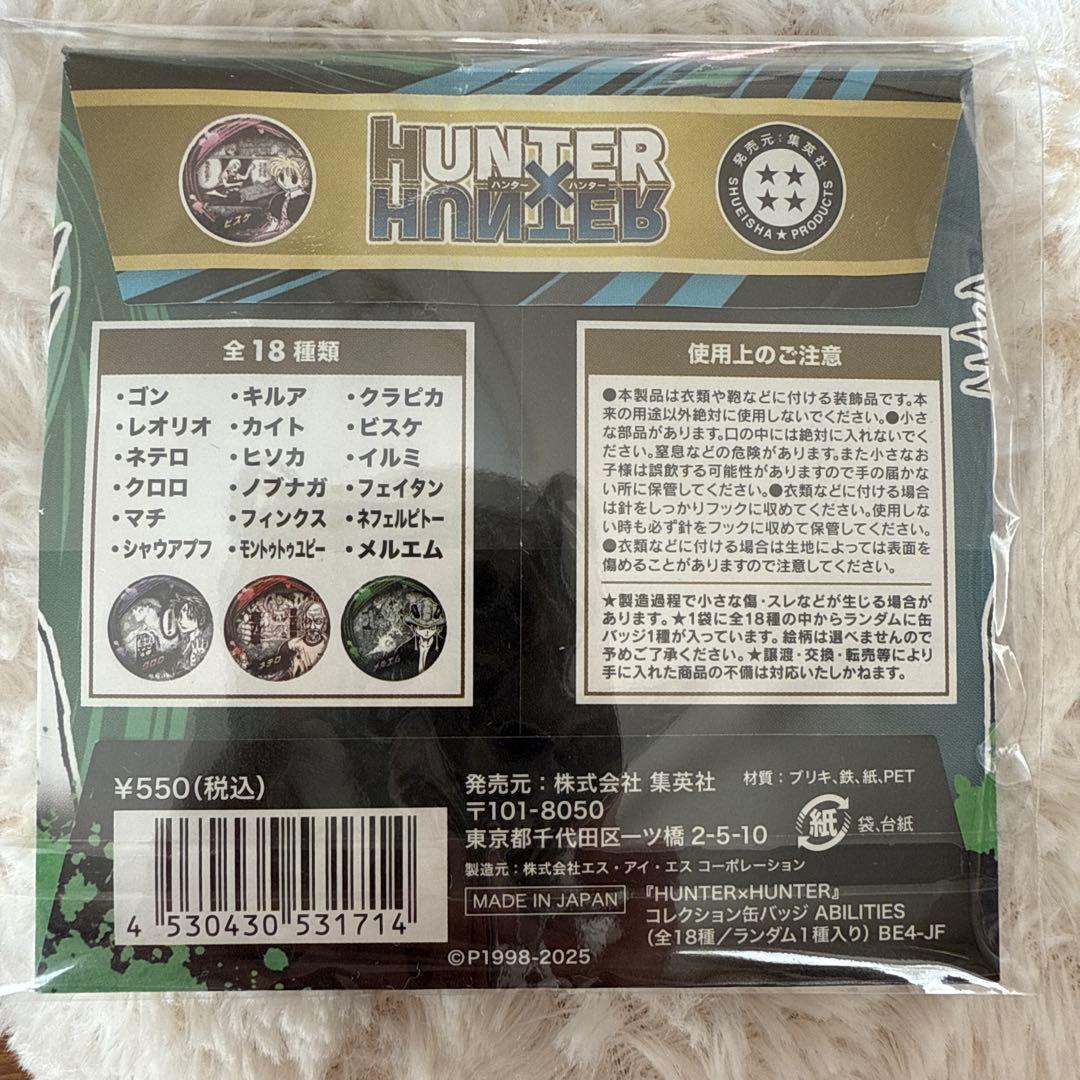 ビスケ
HUNTER
ハンター×ハンター
HUNTER
発売元：集英社
SHUEISHA★PRODUCTS
全18種類
・ゴン ・キルア ・クラピカ
・レオリオ ・カイト ・ビスケ
・ネテロ ・ヒソカ ・イルミ
・クロロ ・ノブナガ ・フェイタン
・マチ ・フィンクス ・ネフェルピトー
・シャウアプフ ・モントゥトゥユピー ・メルエム
クロロ
ネテロ
メルエム
使用上のご注意
●本製品は衣類や鞄などに付ける装飾品です。本
来の用途以外絶対に使用しないでください。●小さ
な部品があります。口の中には絶対に入れないでく
ださい。窒息などの危険があります。また小さなお
子様は誤飲する可能性がありますので手の届かな
い所に保管してください。●衣類などに付ける場合
は針をしっかりフックに収めてください。使用しな
い時も必ず針をフックに収めて保管してください。
●衣類などに付ける場合は生地によっては表面を
傷めることがありますので注意してください。
★製造過程で小さな傷・スレなどが生じる場合が
あります。★1袋に全18種の中からランダムに缶
バッジ1種が入っています。絵柄は選べませんので
予めご了承ください。★譲渡・交換・転売等により
手に入れた商品の不備は対応いたしかねます。
¥550(税込)
4 530430 531714
発売元：株式会社 集英社
〒101-8050
東京都千代田区一ツ橋 2-5-10
製造元：株式会社エス・アイ・エス コーポレーション
材質：ブリキ、鉄、紙、PET
紙 袋、台紙
MADE IN JAPAN
『HUNTER×HUNTER』
コレクション缶バッジ ABILITIES
(全18種／ランダム1種入り) BE4-JF
©P1998-2025